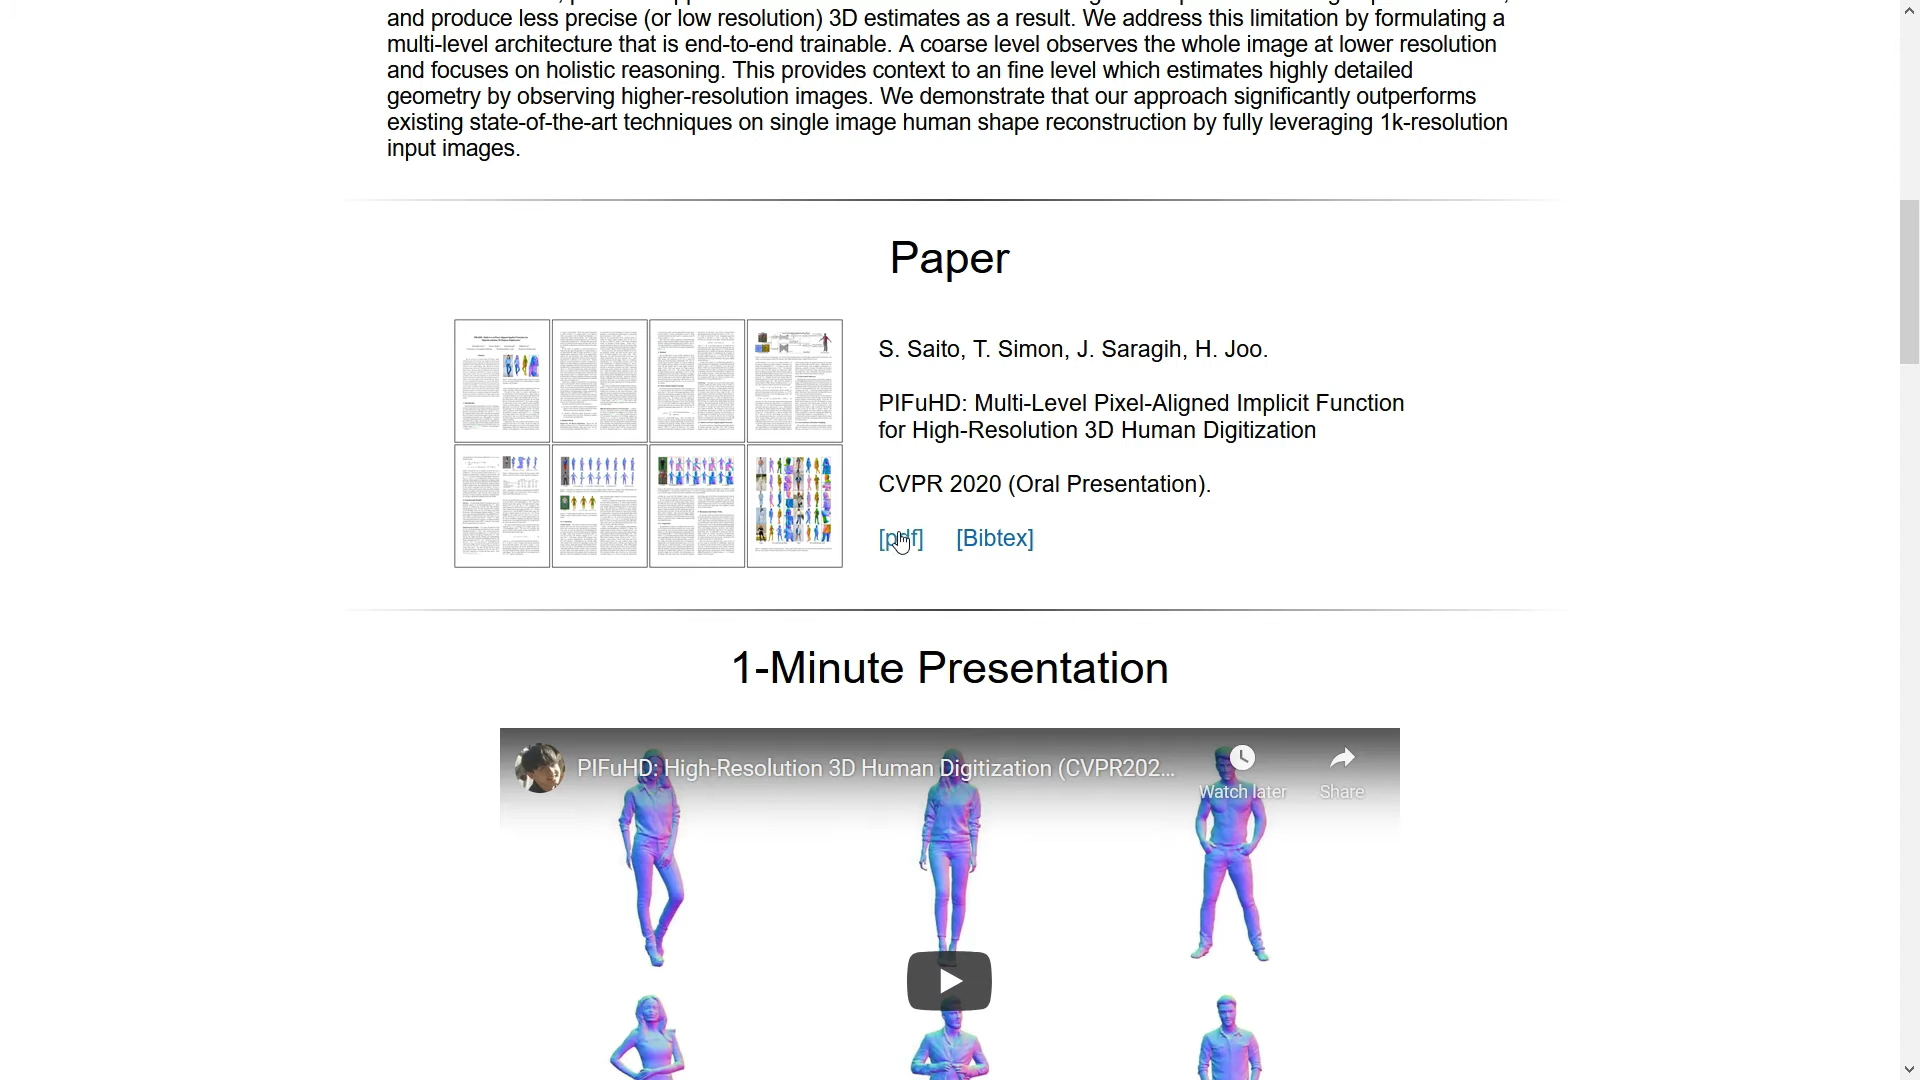 and produce less precise (or low resolution) 3D estimates as a result. We address this limitation by formulating a
multi-level architecture that is end-to-end trainable. A coarse level observes the whole image at lower resolution
and focuses on holistic reasoning. This provides context to an fine level which estimates highly detailed
geometry by observing higher-resolution images. We demonstrate that our approach significantly outperforms
existing state-of-the-art techniques on single image human shape reconstruction by fully leveraging 1k-resolution
input images.
Paper
S. Saito, T. Simon, J. Saragih, H. Joo.
PIFuHD: Multi-Level Pixel-Aligned Implicit Function
for High-Resolution 3D Human Digitization
CVPR 2020 (Oral Presentation).
[pdf] [Bibtex]
1-Minute Presentation
PIFuHD: High-Resolution 3D Human Digitization (CVPR202...
Watch later Share